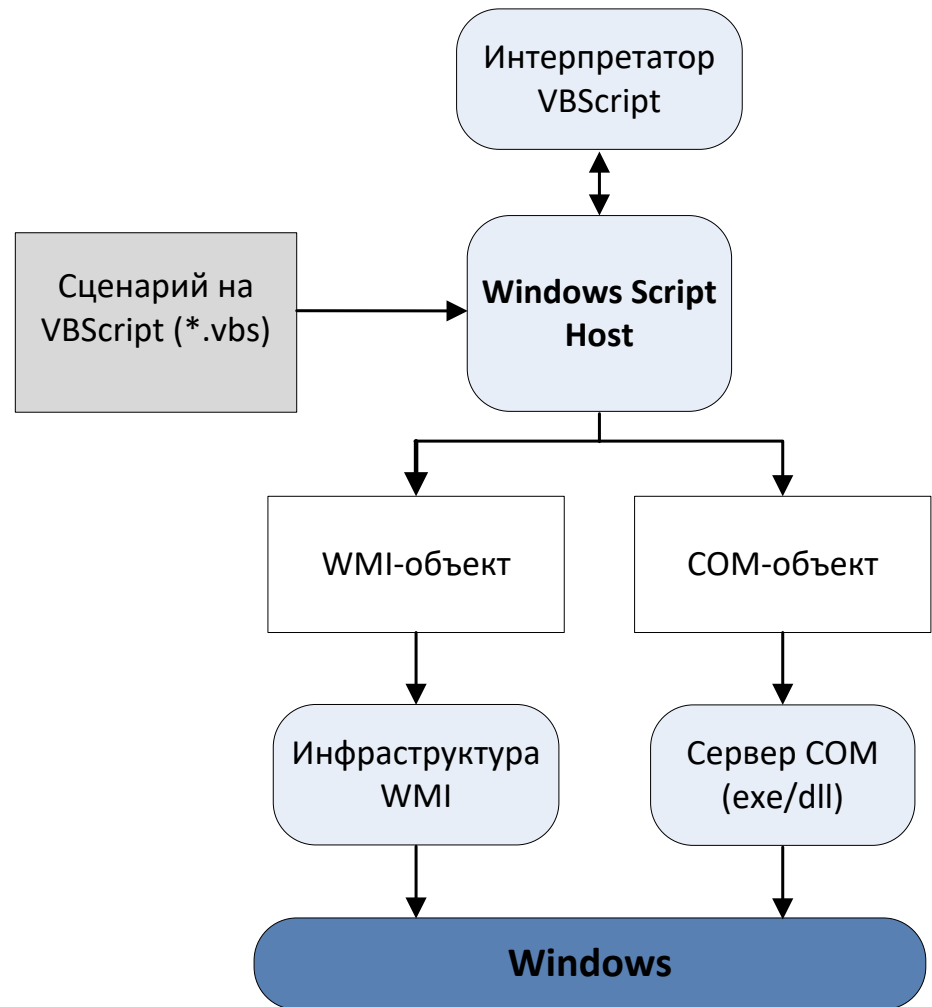 Интерпретатор
VBScript
Сценарий на
VBScript (*.vbs)
Windows Script
Host
WMI-объект
COM-объект
Инфраструктура
WMI
Сервер COM
(exe/dll)
Windows